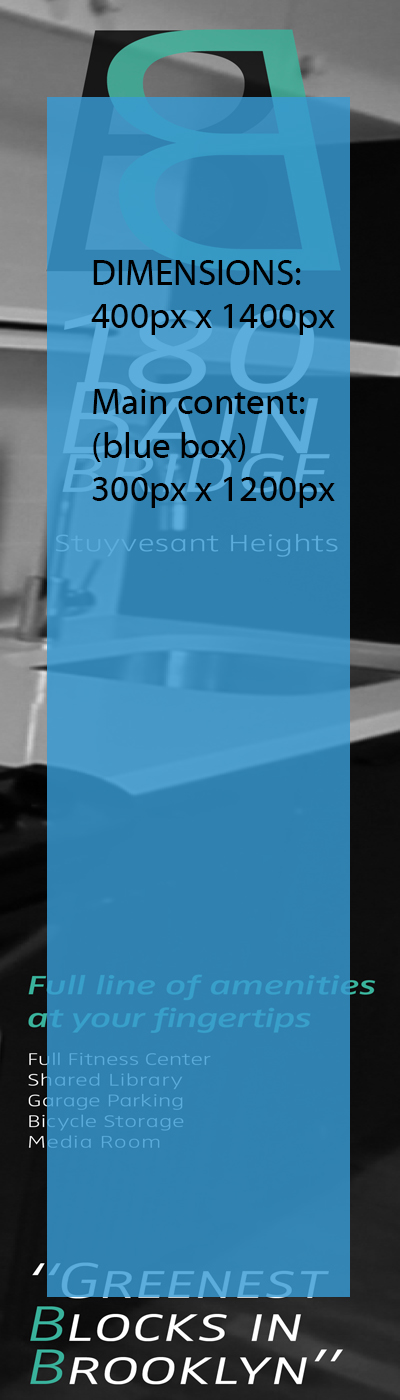 DIMENSIONS:
400px x 1400px
180
Main content:
BAIN
(blue box)
BRIDGE
300px x 1200px
Stuyvesant Heights
Full line of amenities
at your fingertips
Full Fitness Center
Shared Library
Garage Parking
Bicycle Storage
Media Room
“GREENEST
BLOCKS IN
BROOKLYN”